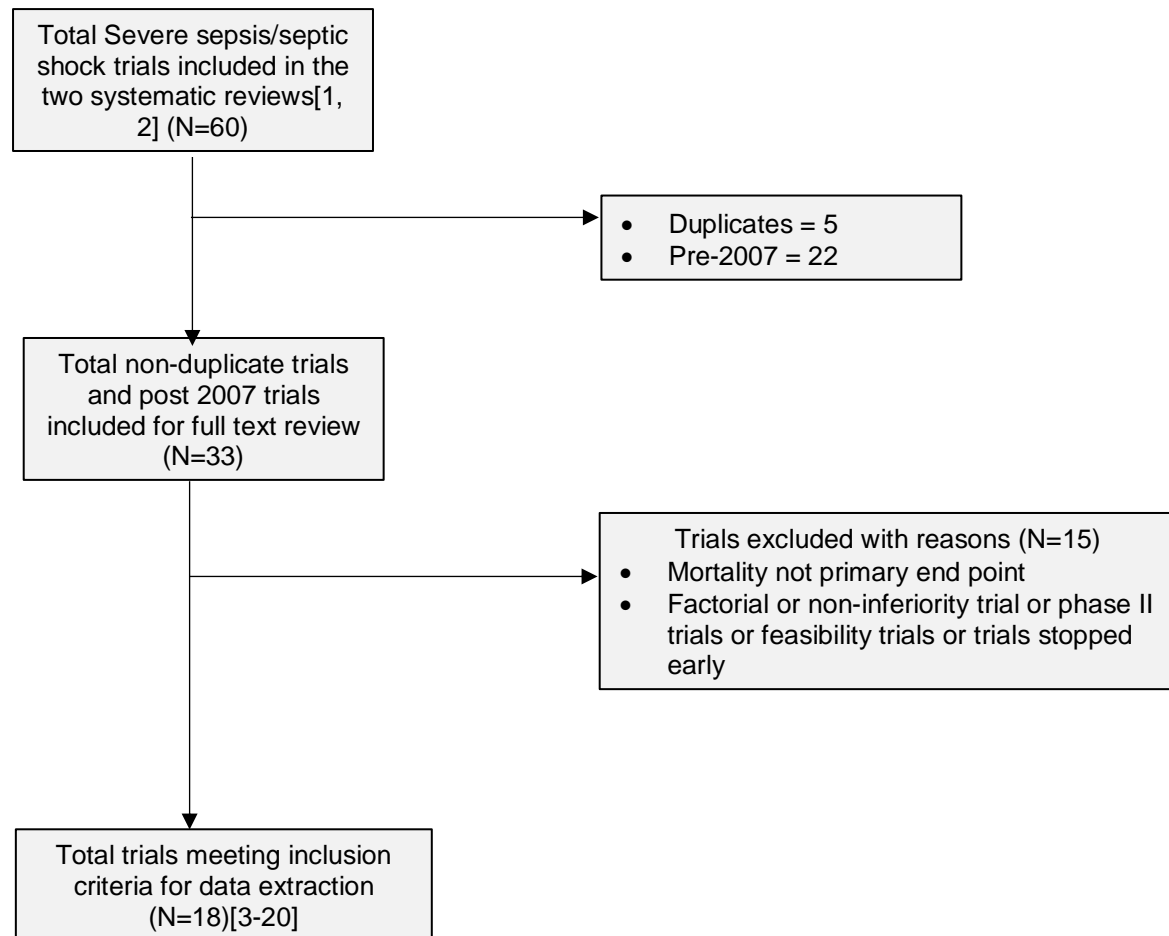 Total Severe sepsis/septic
shock trials included in the
two systematic reviews[1,
2] (N=60)
• Duplicates = 5
• Pre-2007 = 22
Total non-duplicate trials
and post 2007 trials
included for full text review
(N=33)
Trials excluded with reasons (N=15)
• Mortality not primary end point
• Factorial or non-inferiority trial or phase II
trials or feasibility trials or trials stopped
early
Total trials meeting inclusion
criteria for data extraction
(N=18)[3-20]